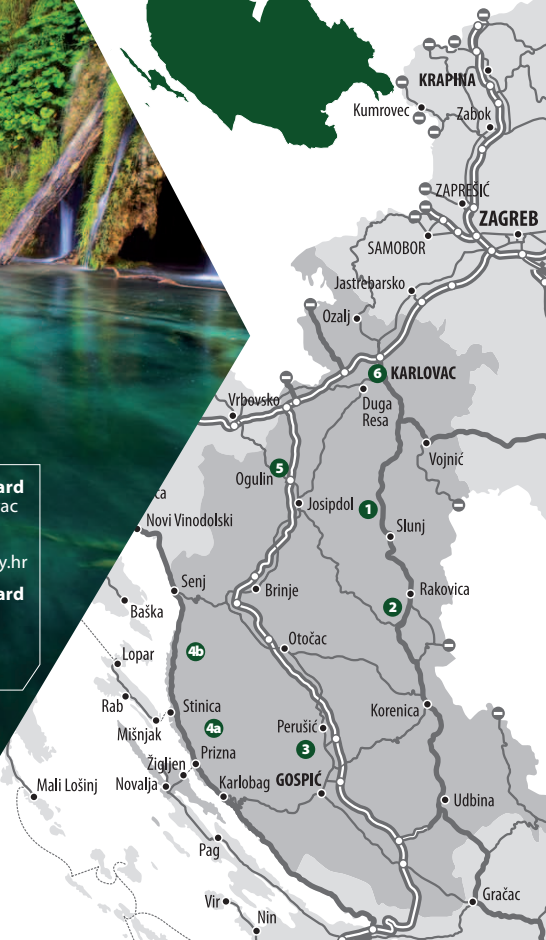 KRAPINA
Kumrovec
Zabok
ZAPREŠIĆ
ZAGREB
SAMOBOR
Jastrebarsko
Ozalj
6
KARLOVAC
Duga
Resa
Vrbovsko
Vojnić
5
Ogulin
ard
ac
ca
Josipdol
1
Novi Vinodolski
Slunj
y.hr
ard
Senj
Brinje
Rakovica
2
Baška
Otočac
4b
Lopar
Rab
Stinica
Korenica
Mišnjak
4a
Perušić
3
Prizna
Žigljen
GOSPIĆ
Mali Lošinj
Novalja
Karlobag
Udbina
Pag
Gračac
Vir
Nin